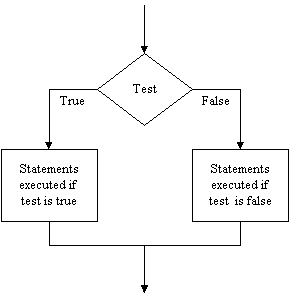 Test
True
False
Statements
executed if
test is true
Statements
executed if
test is false